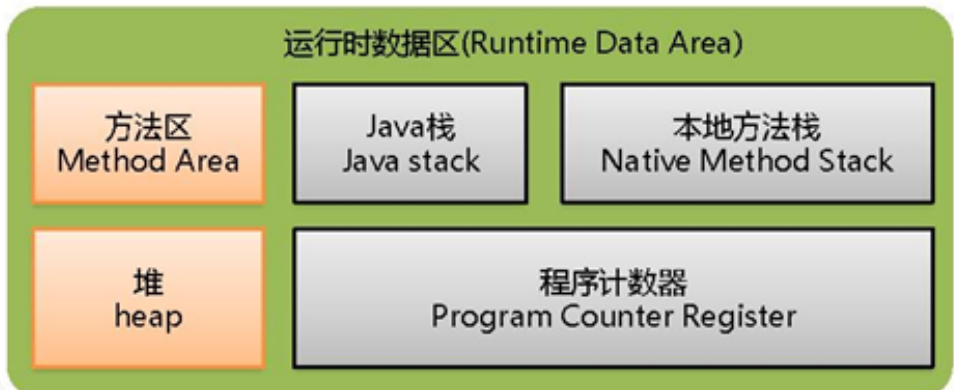 运行时数据区(Runtime Data Area)
方法区
Method Area
Java栈
Java stack
本地方法栈
Native Method Stack
堆
heap
程序计数器
Program Counter Register